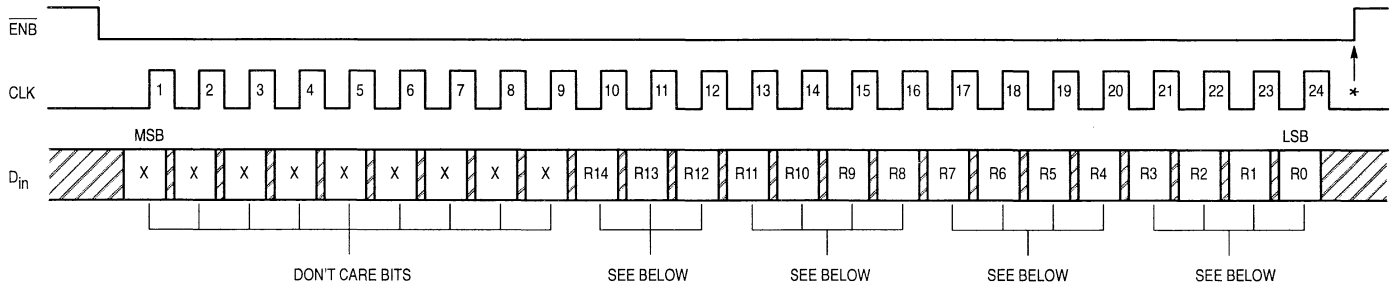 ENB
CLK 1 2 3 4 5 6 7 8 9 10 11 12 13 14 15 16 17 18 19 20 21 22 23 24 *
MSB LSB
Din X X X X X X X X X R14 R13 R12 R11 R10 R9 R8 R7 R6 R5 R4 R3 R2 R1 R0
DON'T CARE BITS SEE BELOW SEE BELOW SEE BELOW SEE BELOW